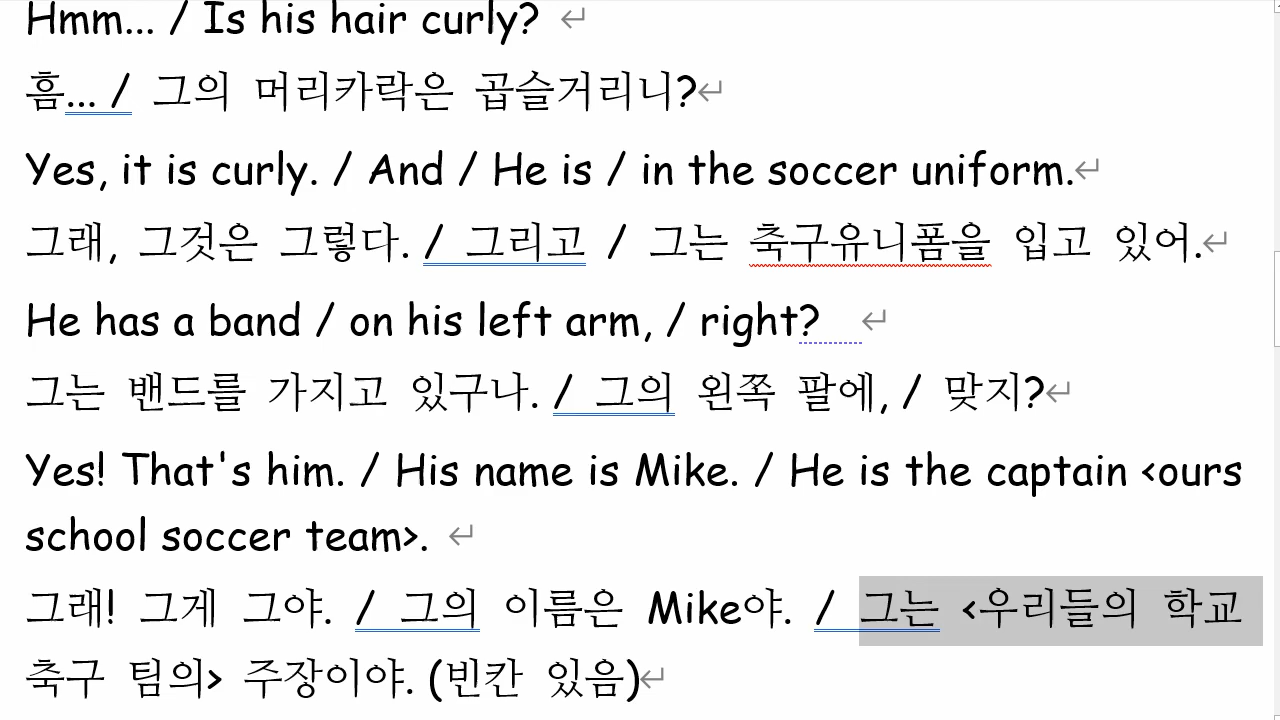 Hmm... / Is his hair curly?
흠... / 그의 머리카락은 곱슬거리니?
Yes, it is curly. / And / He is / in the soccer uniform.
그래, 그것은 그렇다. / 그리고 / 그는 축구유니폼을 입고 있어.
He has a band / on his left arm, / right?
그는 밴드를 가지고 있구나. / 그의 왼쪽 팔에, / 맞지?
Yes! That's him. / His name is Mike. / He is the captain <ours
school soccer team>.
그래! 그게 그야. / 그의 이름은 Mike야. / 그는 <우리들의 학교
축구 팀의> 주장이야. (빈칸 있음)